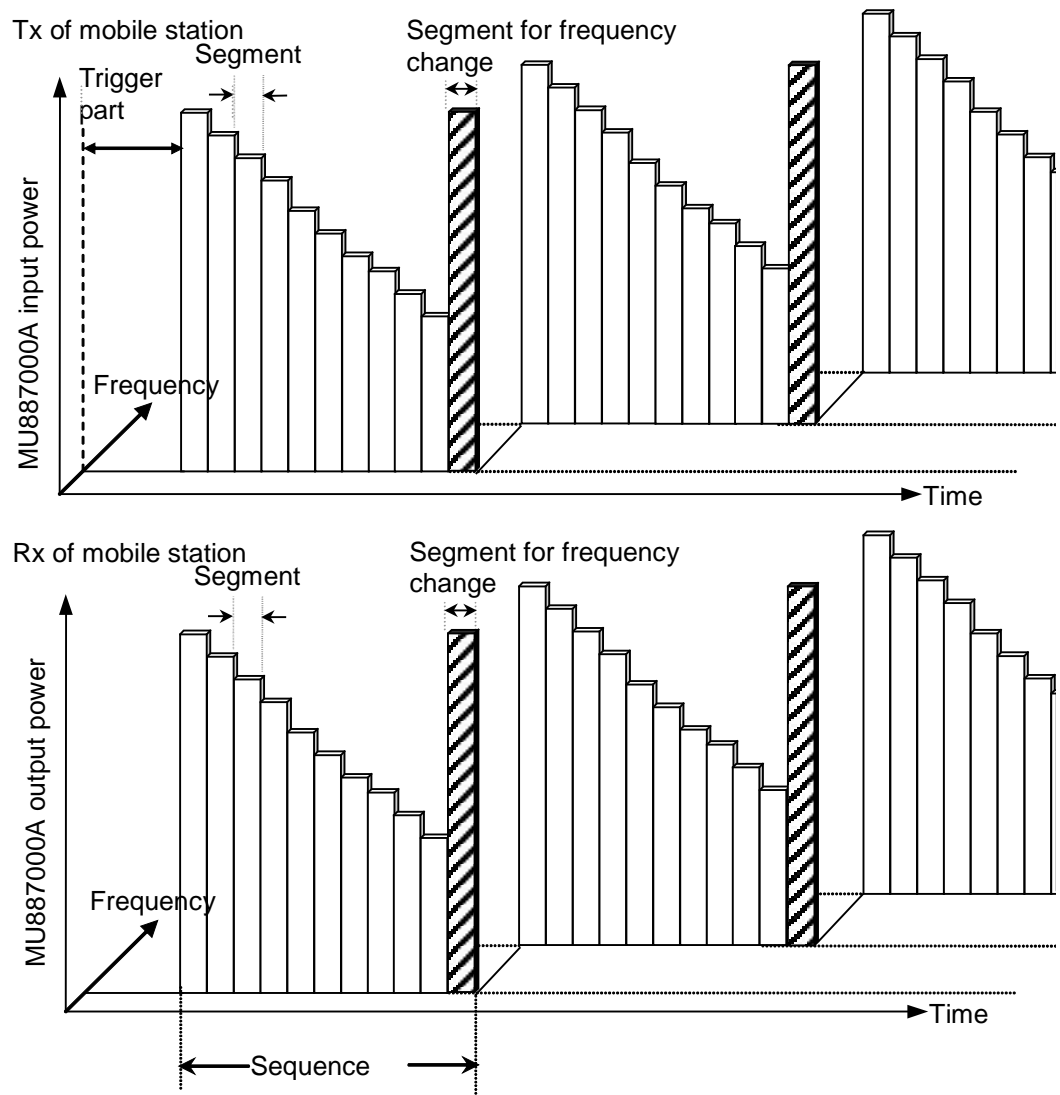 Tx of mobile station
Segment for frequency
change
Segment
Trigger
part
MU887000A input power
Frequency
Time
Rx of mobile station
Segment for frequency
change
Segment
MU887000A output power
Frequency
Time
Sequence